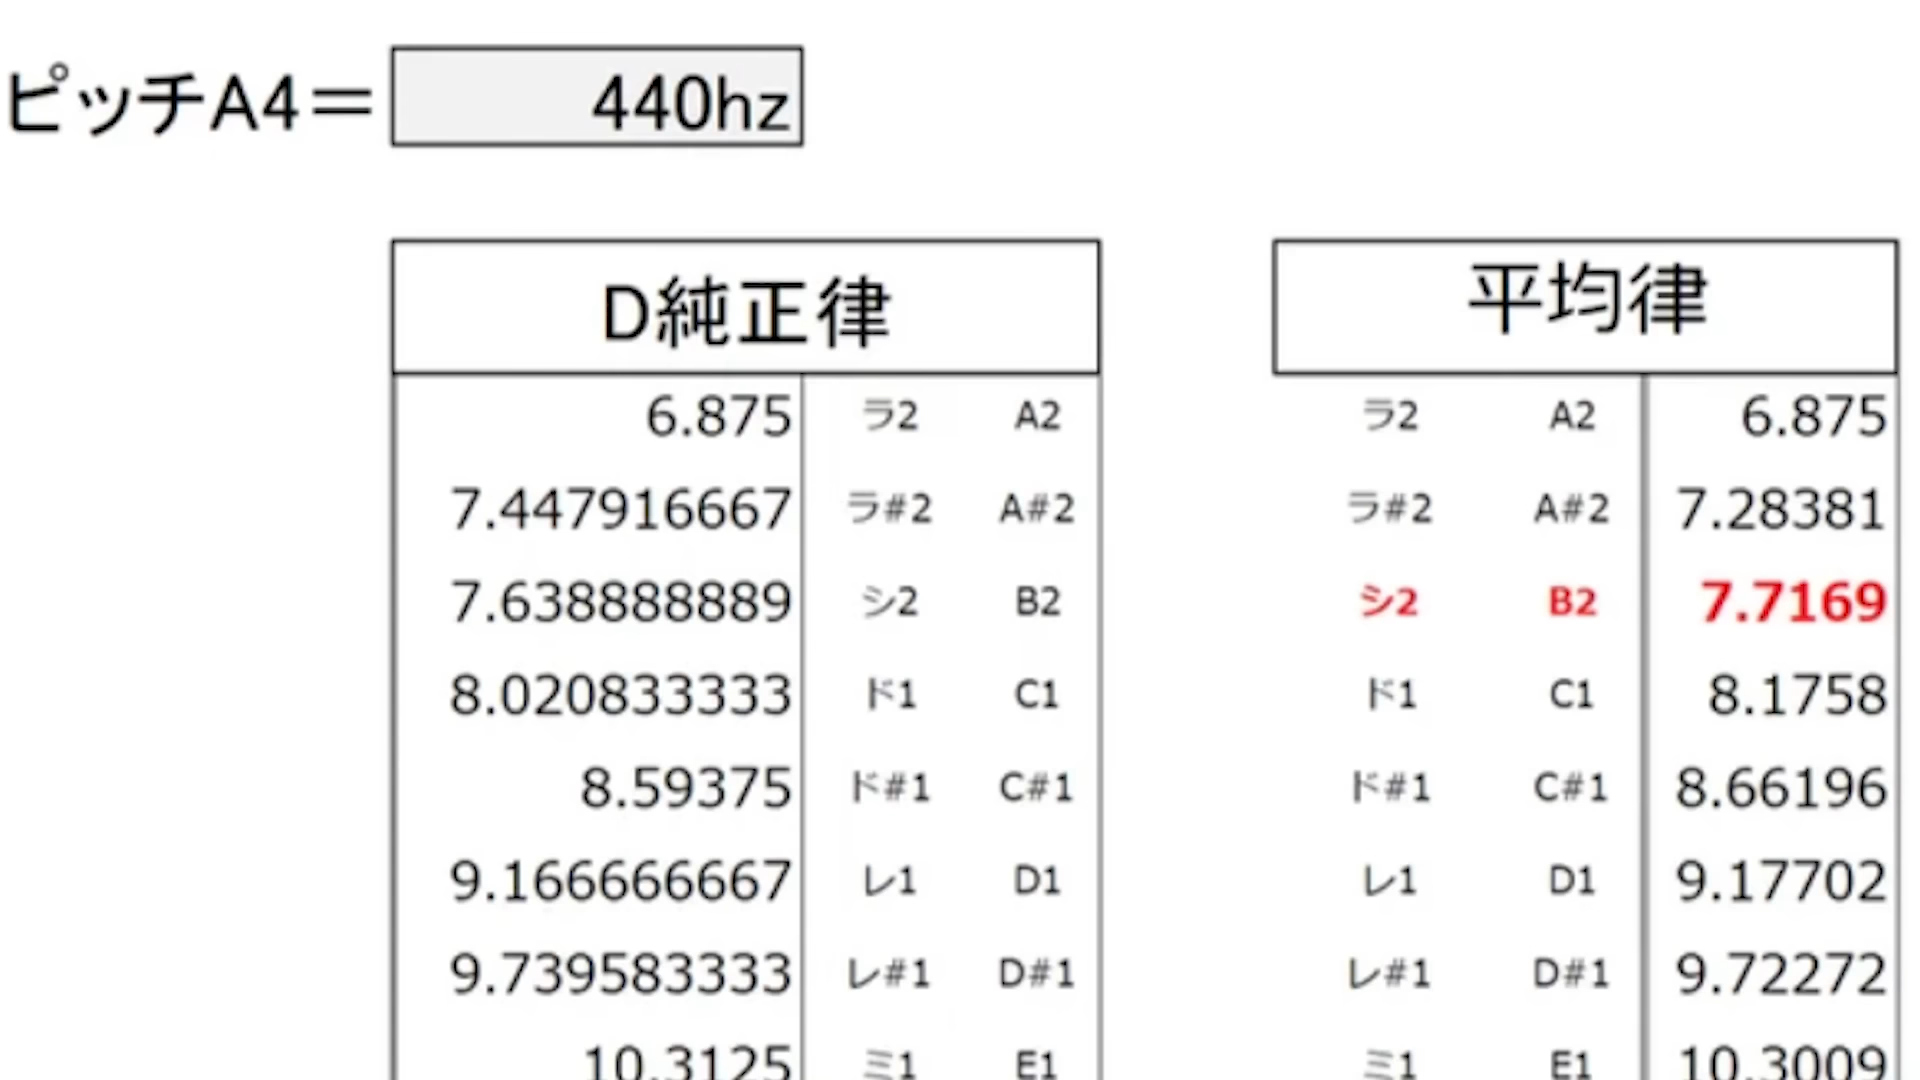 ピッチA4＝ 440hz
D純正律 平均律
6.875 ラ2 A2 ラ2 A2 6.875
7.447916667 ラ#2 A#2 ラ#2 A#2 7.28381
7.638888889 シ2 B2 シ2 B2 7.7169
8.020833333 ド1 C1 ド1 C1 8.1758
8.59375 ド#1 C#1 ド#1 C#1 8.66196
9.166666667 レ1 D1 レ1 D1 9.17702
9.739583333 レ#1 D#1 レ#1 D#1 9.72272
10.3125 ミ1 E1 ミ1 E1 10.3009